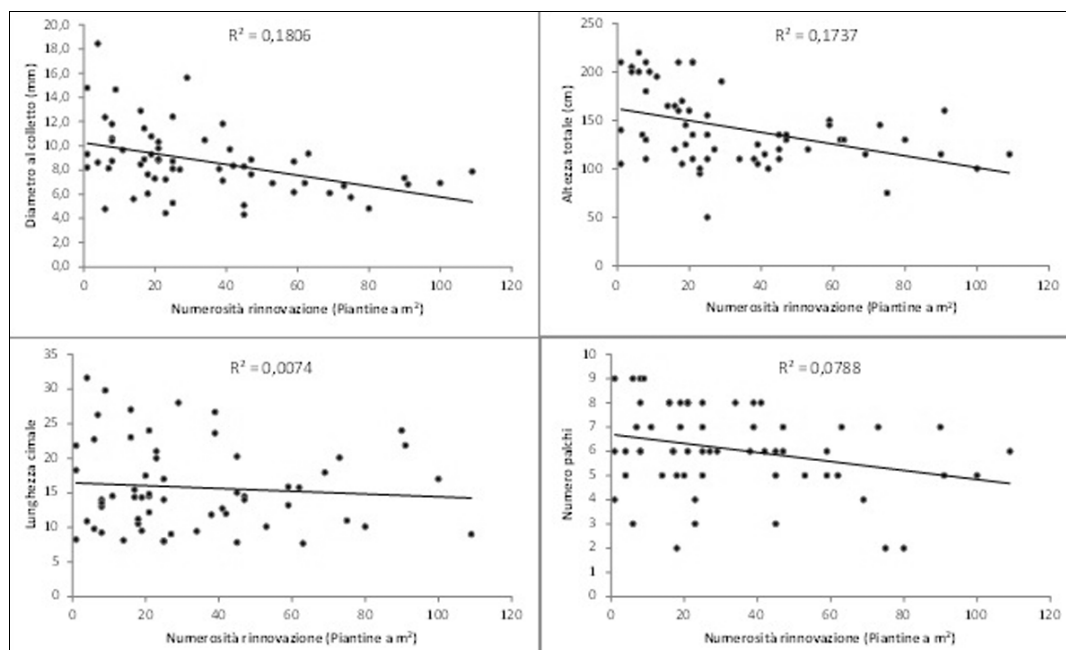 R² = 0,1806
Diametro al colletto (mm)
20,0
18,0
16,0
14,0
12,0
10,0
8,0
6,0
4,0
2,0
0,0
0 20 40 60 80 100 120
Numerosità rinnovazione (Piantine a m²)
R² = 0,1737
Altezza totale (cm)
250
200
150
100
50
0
0 20 40 60 80 100 120
Numerosità rinnovazione (Piantine a m²)
R² = 0,0074
Lunghezza cimale
35
30
25
20
15
10
5
0
0 20 40 60 80 100 120
Numerosità rinnovazione (Piantine a m²)
R² = 0,0788
Numero palchi
10
9
8
7
6
5
4
3
2
1
0
0 20 40 60 80 100 120
Numerosità rinnovazione (Piantine a m²)